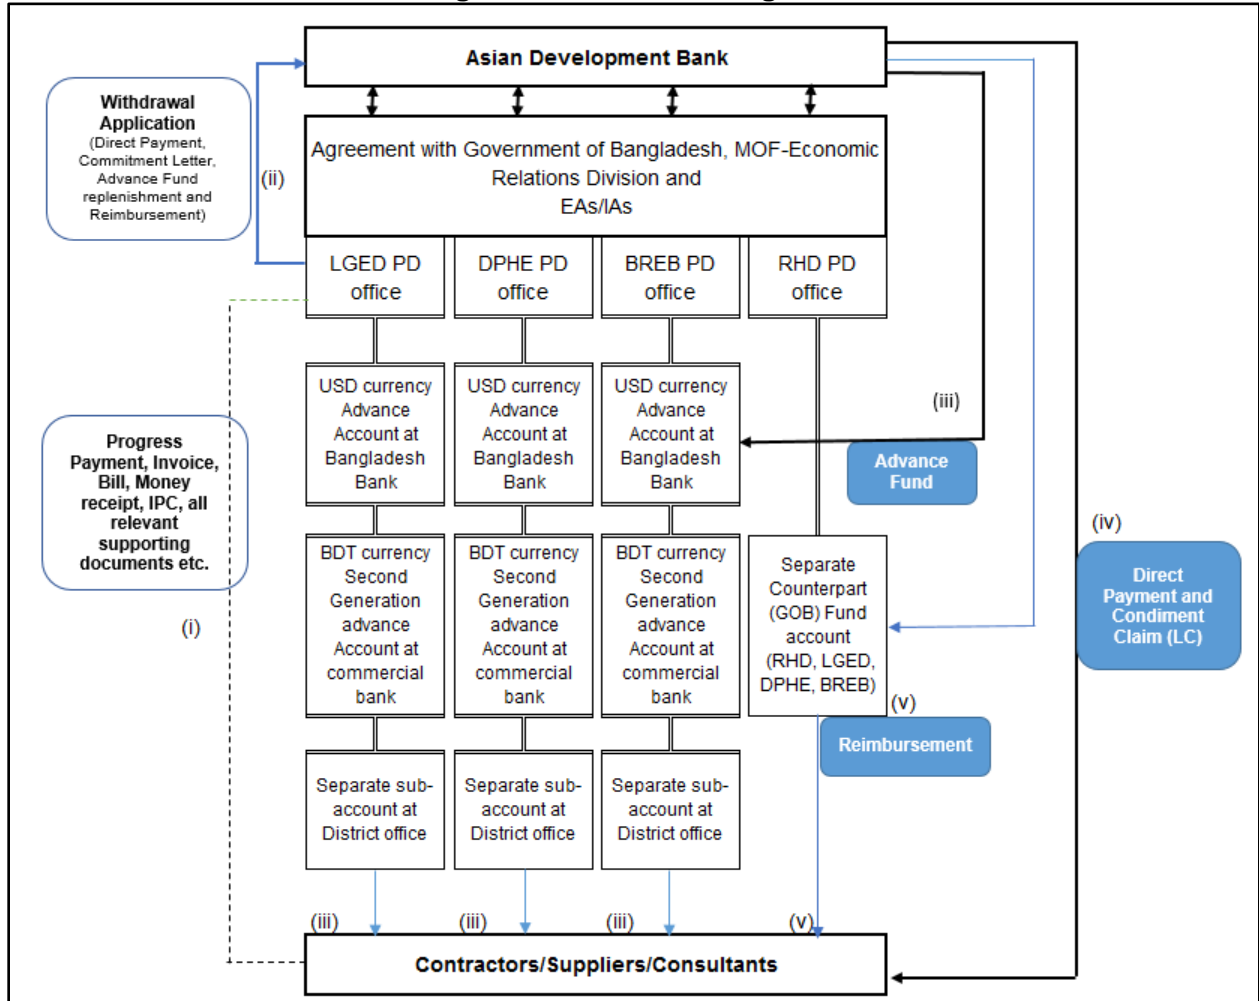 Asian Development Bank
Withdrawal
Application
(Direct Payment,
Commitment Letter,
Advance Fund
replenishment and
Reimbursement)
(ii)
Agreement with Government of Bangladesh, MOF-Economic
Relations Division and
EAs/IAs
LGED PD
office
DPHE PD
office
BREB PD
office
RHD PD
office
USD currency
Advance
Account at
Bangladesh
Bank
USD currency
Advance
Account at
Bangladesh
Bank
USD currency
Advance
Account at
Bangladesh
Bank
(iii)
Advance
Fund
Progress
Payment, Invoice,
Bill, Money
receipt, IPC, all
relevant
supporting
documents etc.
(i)
BDT currency
Second
Generation
advance
Account at
commercial
bank
BDT currency
Second
Generation
advance
Account at
commercial
bank
BDT currency
Second
Generation
advance
Account at
commercial
bank
Separate
Counterpart
(GOB) Fund
account
(RHD, LGED,
DPHE, BREB)
(iv)
Direct
Payment and
Condiment
Claim (LC)
(v)
Reimbursement
Separate sub-
account at
District office
Separate sub-
account at
District office
Separate sub-
account at
District office
(iii)
(iii)
(iii)
(v)
Contractors/Suppliers/Consultants